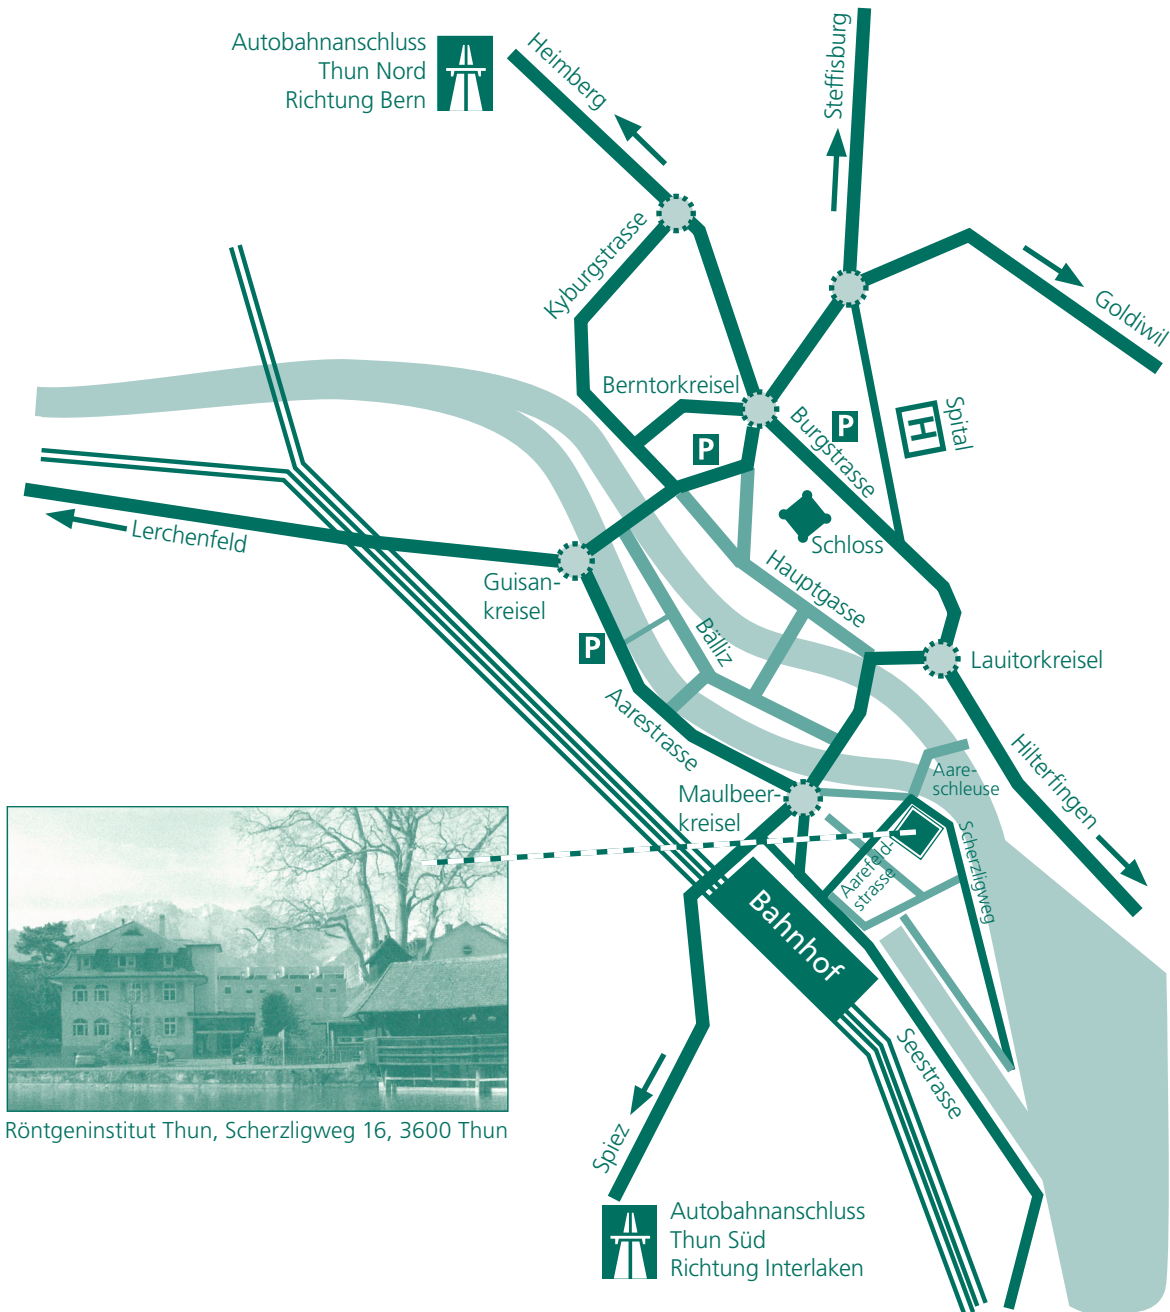 Autobahnanschluss
Thun Nord
Richtung Bern
Heimberg
Steffisburg
Goldiwil
Kyburgstrasse
Berntorkreisel
Burgstrasse
P
P
H
Spital
Schloss
Lerchenfeld
Guisan-
kreisel
Hauptgasse
P
Bälliz
Lauitorkreisel
Aarestrasse
Hilterfingen
Aare-
schleuse
Maulbeer-
kreisel
Scherzligweg
Aarefeld-
strasse
Bahnhof
Seestrasse
Röntgeninstitut Thun, Scherzligweg 16, 3600 Thun
Spiez
Autobahnanschluss
Thun Süd
Richtung Interlaken